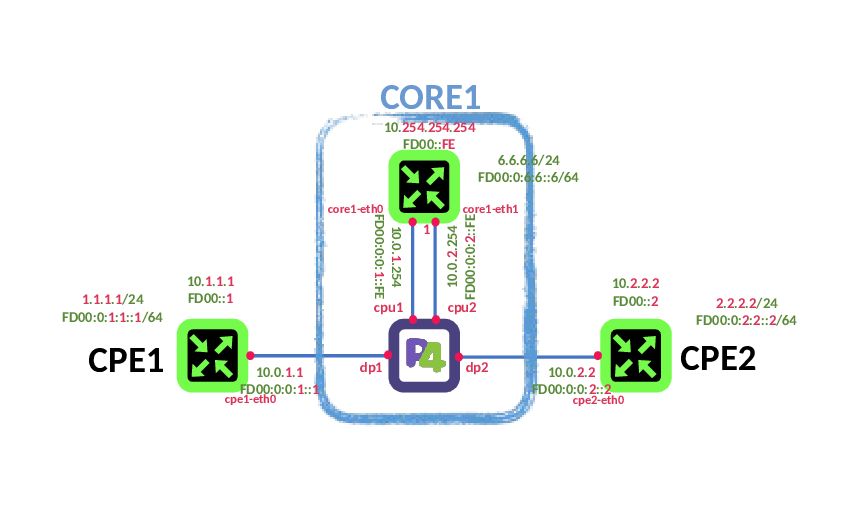 CORE1
10.254.254.254
FD00::FE
6.6.6.6/24
FD00:0:6:6::6/64
core1-eth0
core1-eth1
1
FD00:0:0:1::FE
10.0.1.254
10.0.2.254
FD00:0:0:2::FE
cpu1
cpu2
10.1.1.1
FD00::1
1.1.1.1/24
FD00:0:1:1::1/64
CPE1
10.0.1.1
FD00:0:0:1::1
cpe1-eth0
dp1
P4
dp2
10.2.2.2
FD00::2
2.2.2.2/24
FD00:0:2:2::2/64
CPE2
10.0.2.2
FD00:0:0:2::2
cpe2-eth0